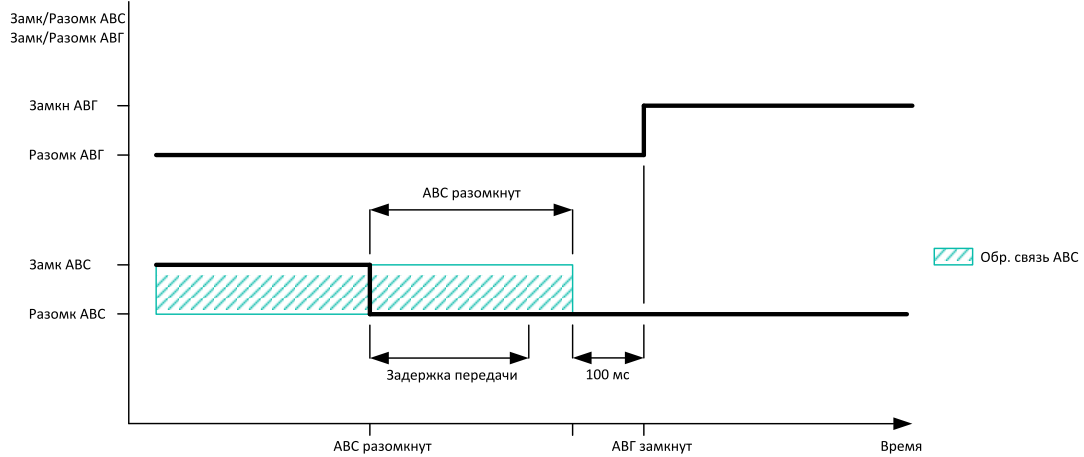 Замк/Разомк АВС
Замк/Разомк АВГ
Замкн АВГ
Разомк АВГ
АВС разомкнут
Замк АВС
Обр. связь АВС
Разомк АВС
Задержка передачи
100 мс
АВС разомкнут
АВГ замкнут
Время